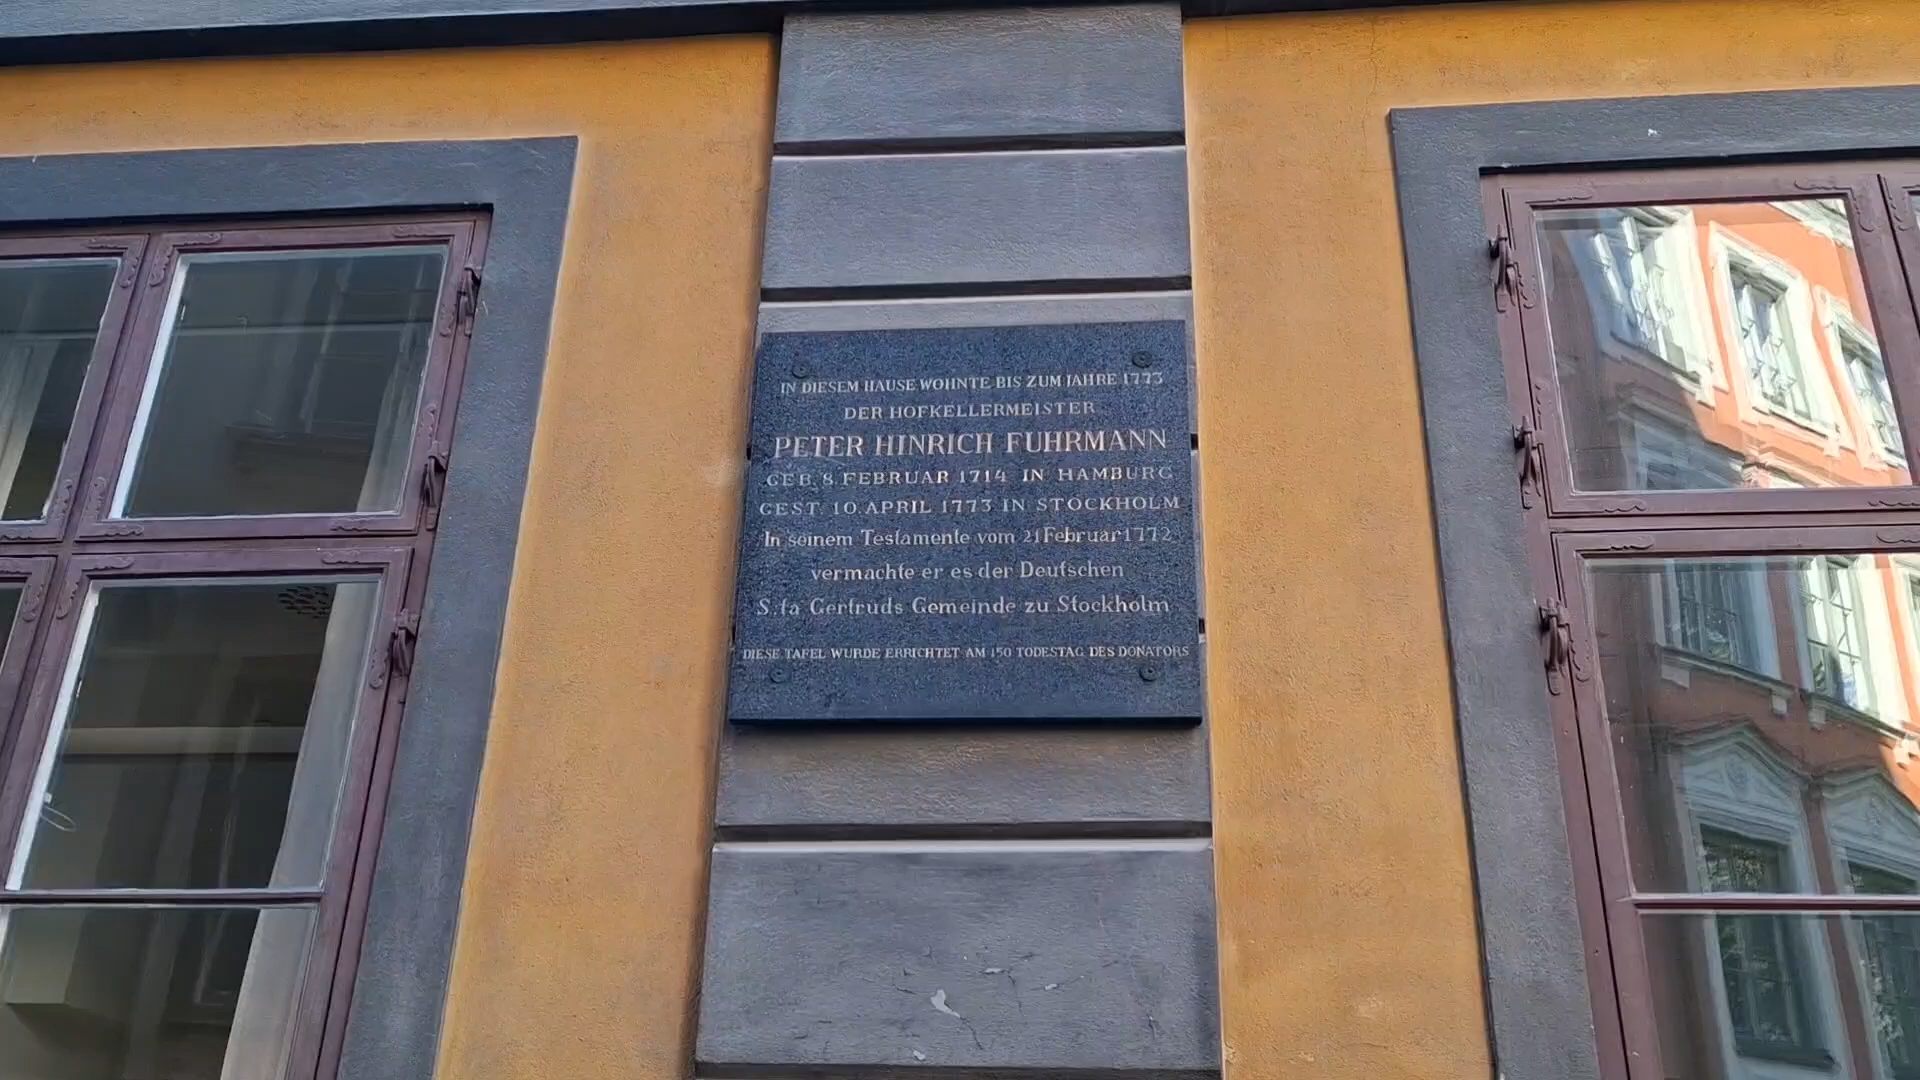 IN DIESEM HAUSE WOHNTE BIS ZUM JAHRE 1773
DER HOFKELLERMEISTER
PETER HINRICH FUHRMANN
GEB. 8. FEBRUAR 1714 IN HAMBURG
GEST. 10. APRIL 1773 IN STOCKHOLM
In seinem Testamente vom 21 Februar 1772
vermachte er es der Deutschen
S.ta Gertruds Gemeinde zu Stockholm
DIESE TAFEL WURDE ERRICHTET AM 150 TODESTAG DES DONATORS